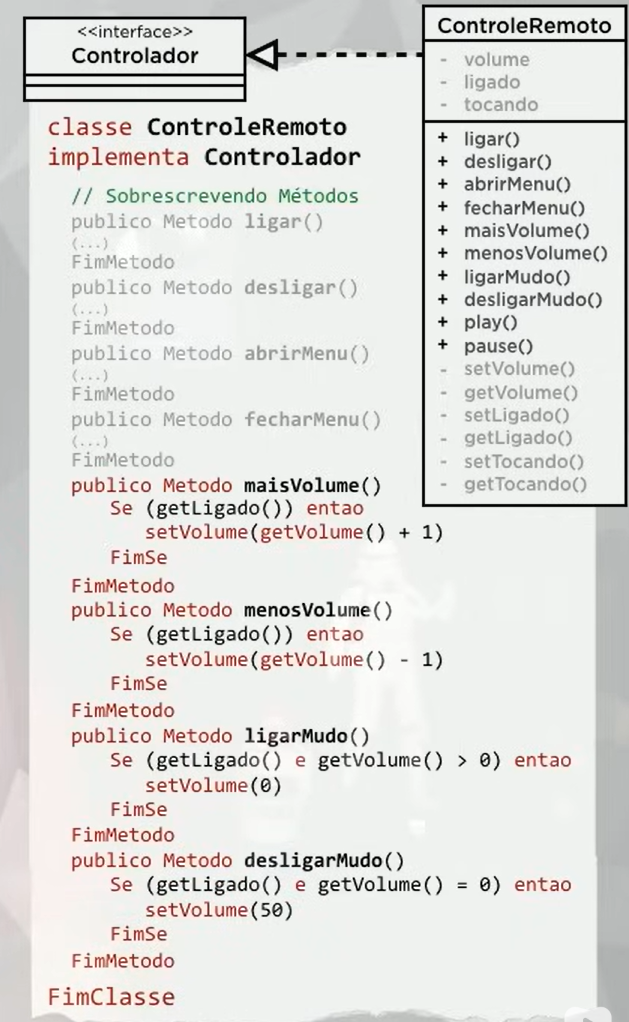 <<interface>>
Controlador
ControleRemoto
- volume
- ligado
- tocando
+ ligar()
+ desligar()
+ abrirMenu()
+ fecharMenu()
+ maisVolume()
+ menosVolume()
+ ligarMudo()
+ desligarMudo()
+ play()
+ pause()
- setVolume()
- getVolume()
- setLigado()
- getLigado()
- setTocando()
- getTocando()
classe ControleRemoto
implementa Controlador
// Sobrescrevendo Métodos
publico Metodo ligar()
(...)
FimMetodo
publico Metodo desligar()
(...)
FimMetodo
publico Metodo abrirMenu()
(...)
FimMetodo
publico Metodo fecharMenu()
(...)
FimMetodo
publico Metodo maisVolume()
Se (getLigado()) entao
setVolume(getVolume() + 1)
FimSe
FimMetodo
publico Metodo menosVolume()
Se (getLigado()) entao
setVolume(getVolume() - 1)
FimSe
FimMetodo
publico Metodo ligarMudo()
Se (getLigado() e getVolume() > 0) entao
setVolume(0)
FimSe
FimMetodo
publico Metodo desligarMudo()
Se (getLigado() e getVolume() = 0) entao
setVolume(50)
FimSe
FimMetodo
FimClasse